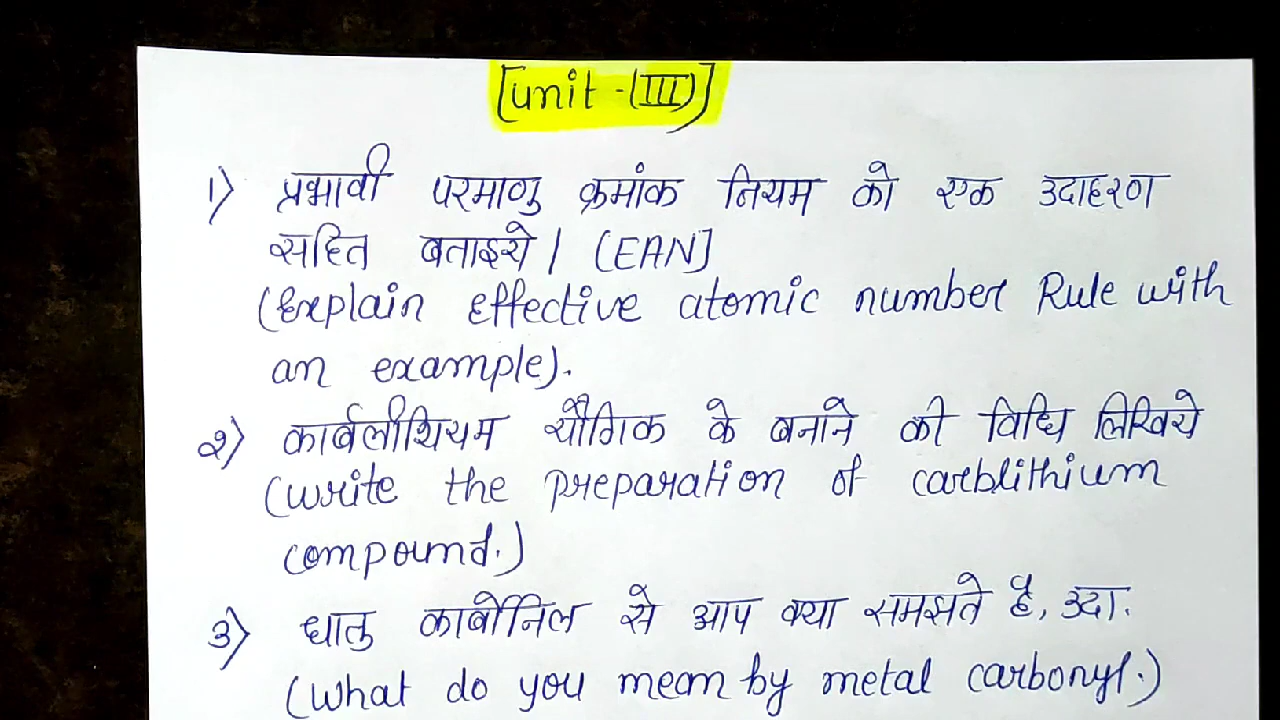 [unit-(III)]
1) प्रभावी परमाणु क्रमांक नियम को एक उदाहरण
सहित बताइये। (EAN]
(Explain effective atomic number Rule with
an example).
2) कार्बलीथियम यौगिक के बनाने की विधि लिखिये
(write the preparation of carblithium
compound.)
3) धातु कार्बोनिल से आप क्या समझते है, उदा.
(What do you mean by metal carbonyl.)